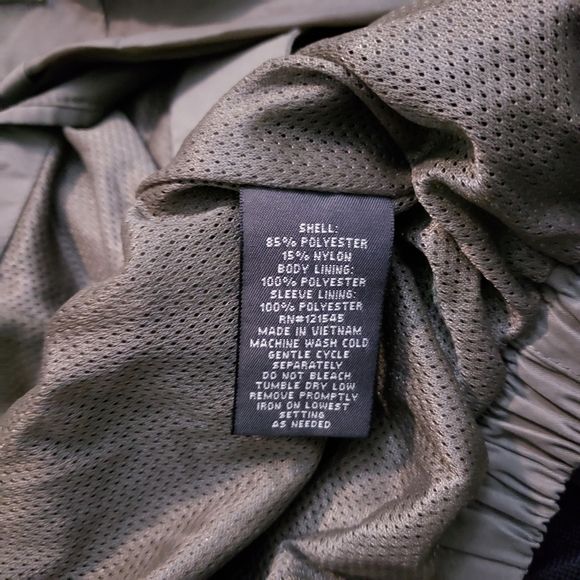 SHELL:
85% POLYESTER
15% NYLON
BODY LINING:
100% POLYESTER
SLEEVE LINING:
100% POLYESTER
RN#121545
MADE IN VIETNAM
MACHINE WASH COLD
GENTLE CYCLE
SEPARATELY
DO NOT BLEACH
TUMBLE DRY LOW
REMOVE PROMPTLY
IRON ON LOWEST
SETTING
AS NEEDED